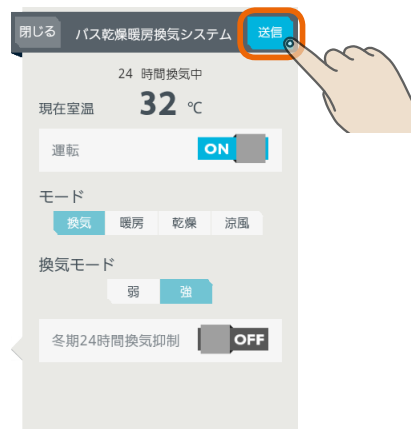 閉じる バス乾燥暖房換気システム 送信
24 時間換気中
現在室温 32 ℃
運転 ON
モード
換気 暖房 乾燥 涼風
換気モード
弱 強
冬期24時間換気抑制 OFF